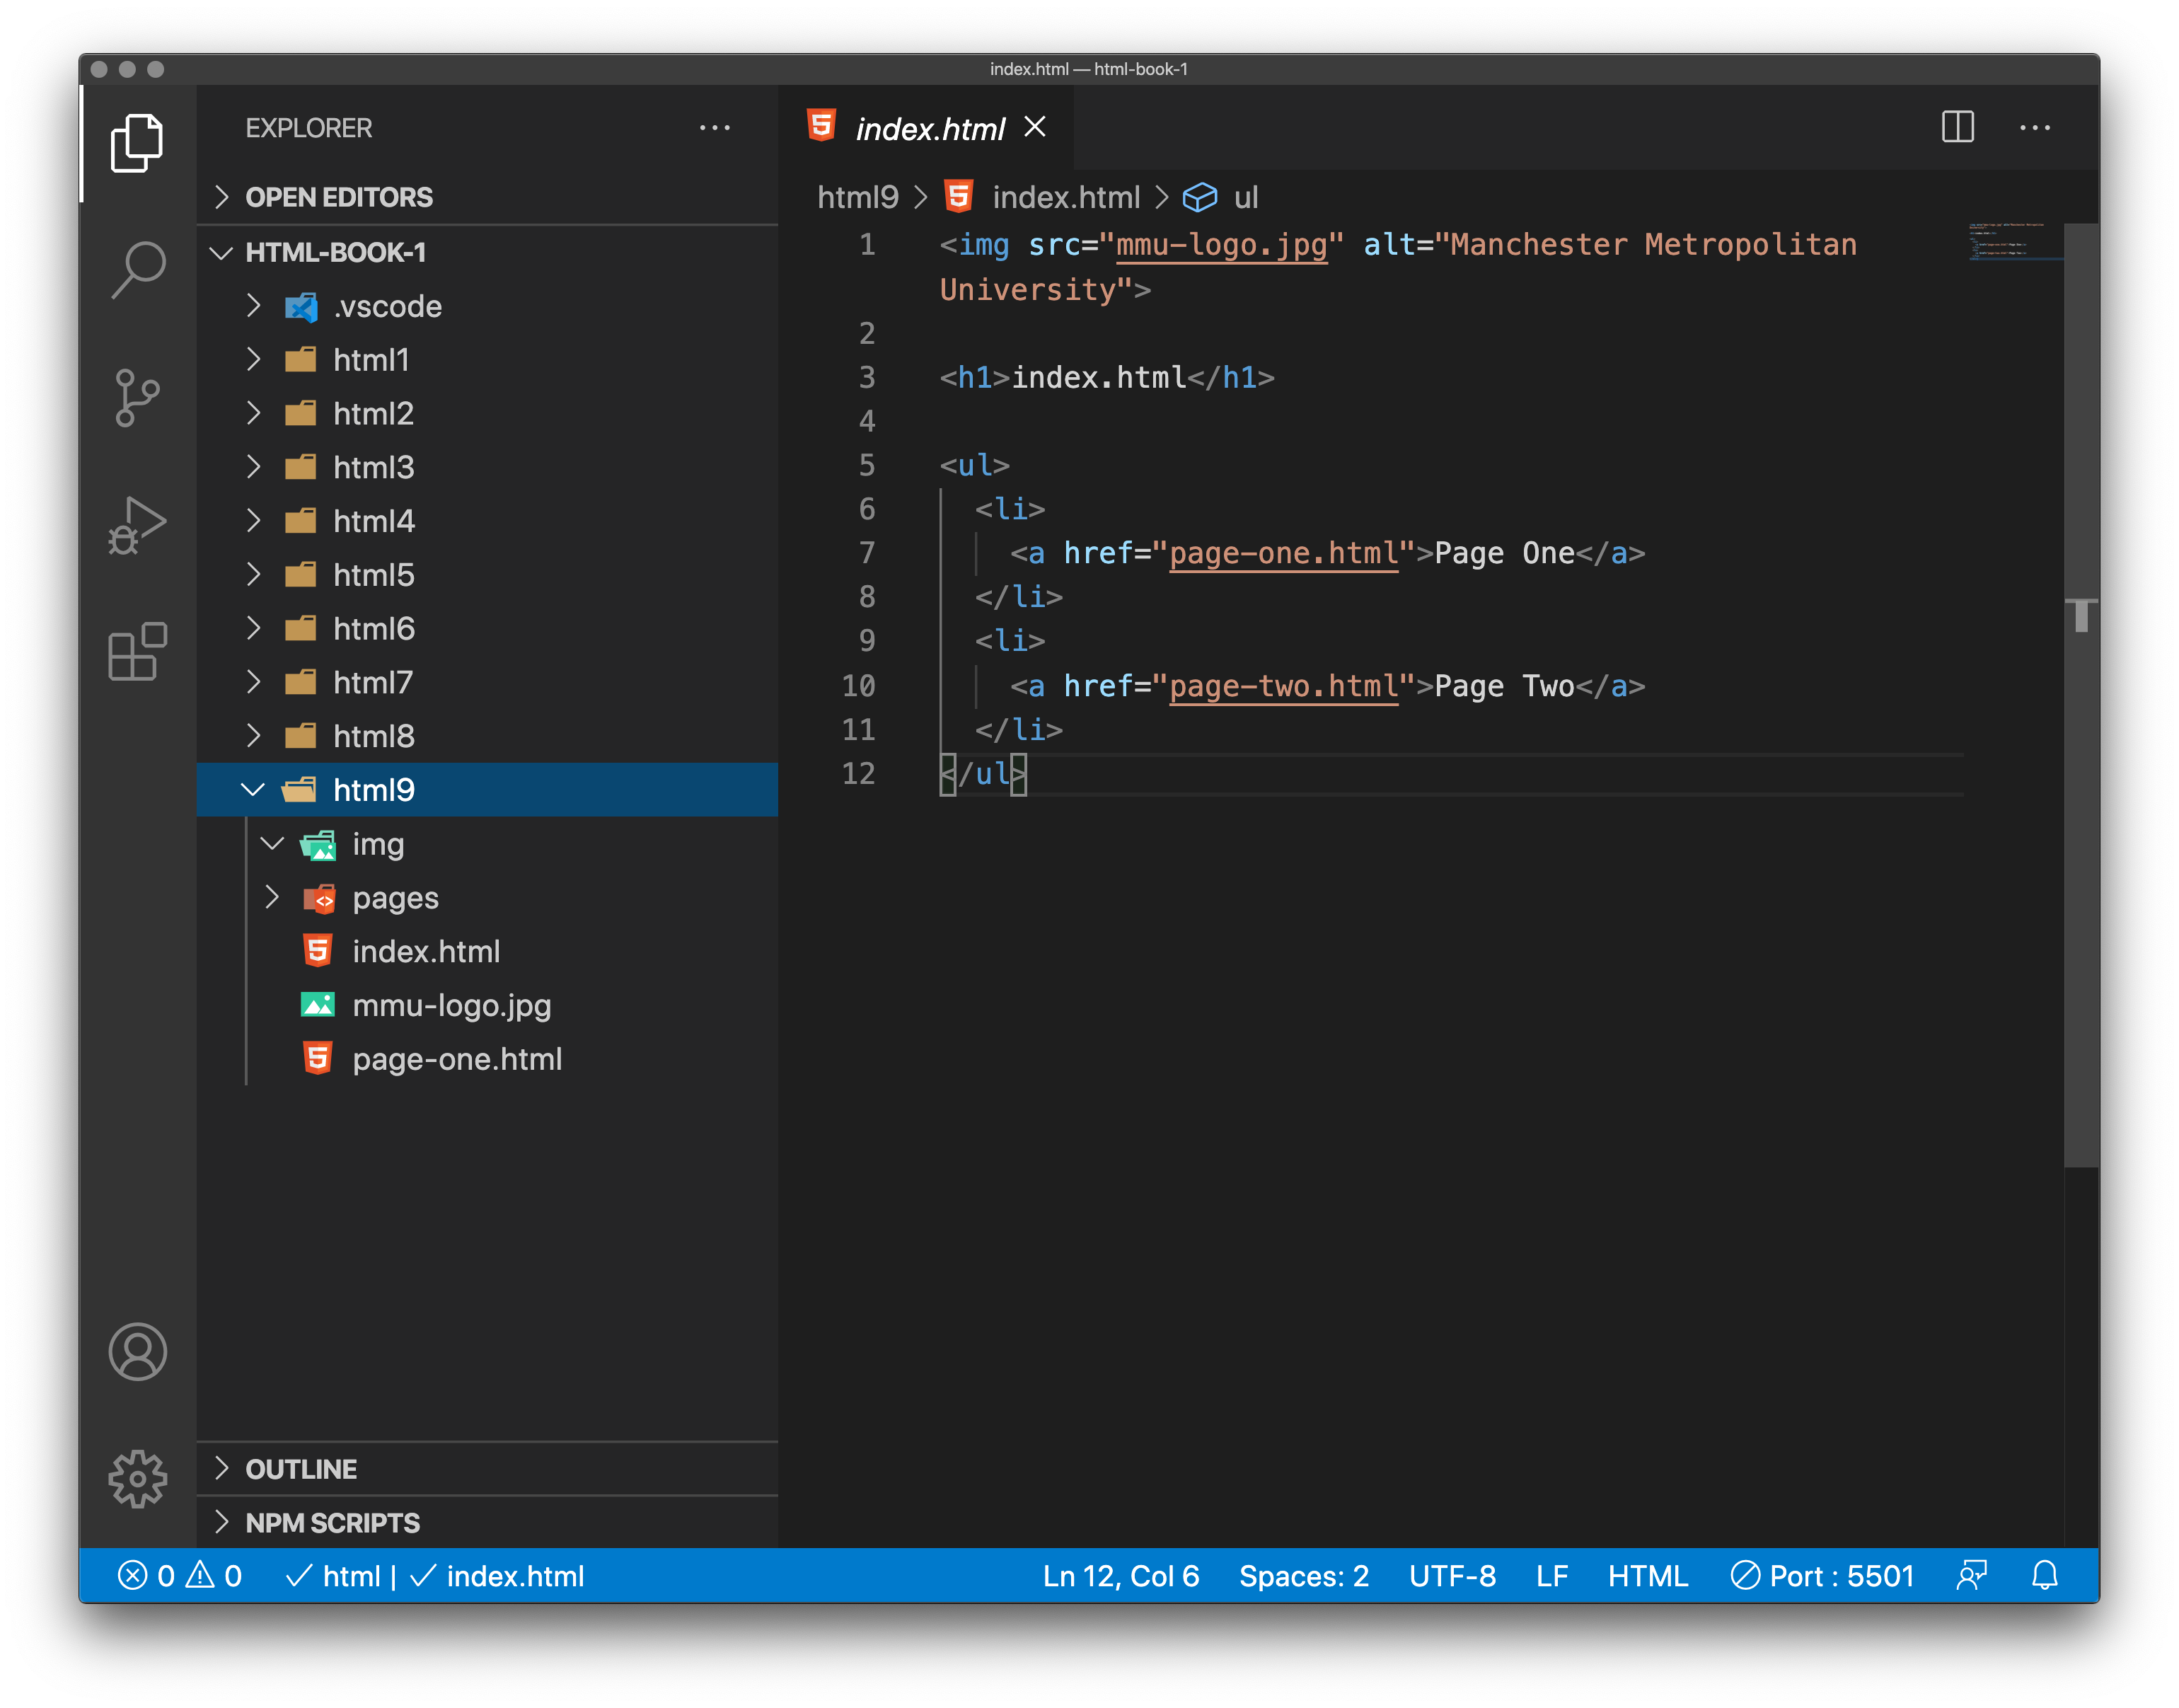 index.html — html-book-1
EXPLORER
OPEN EDITORS
HTML-BOOK-1
.vscode
html1
html2
html3
html4
html5
html6
html7
html8
html9
img
pages
index.html
mmu-logo.jpg
page-one.html
OUTLINE
NPM SCRIPTS
index.html
html9 > index.html > ul
1 <img src="mmu-logo.jpg" alt="Manchester Metropolitan
University">
2
3 <h1>index.html</h1>
4
5 <ul>
6 <li>
7 <a href="page-one.html">Page One</a>
8 </li>
9 <li>
10 <a href="page-two.html">Page Two</a>
11 </li>
12 </ul>
0 0 html | index.html Ln 12, Col 6 Spaces: 2 UTF-8 LF HTML Port : 5501